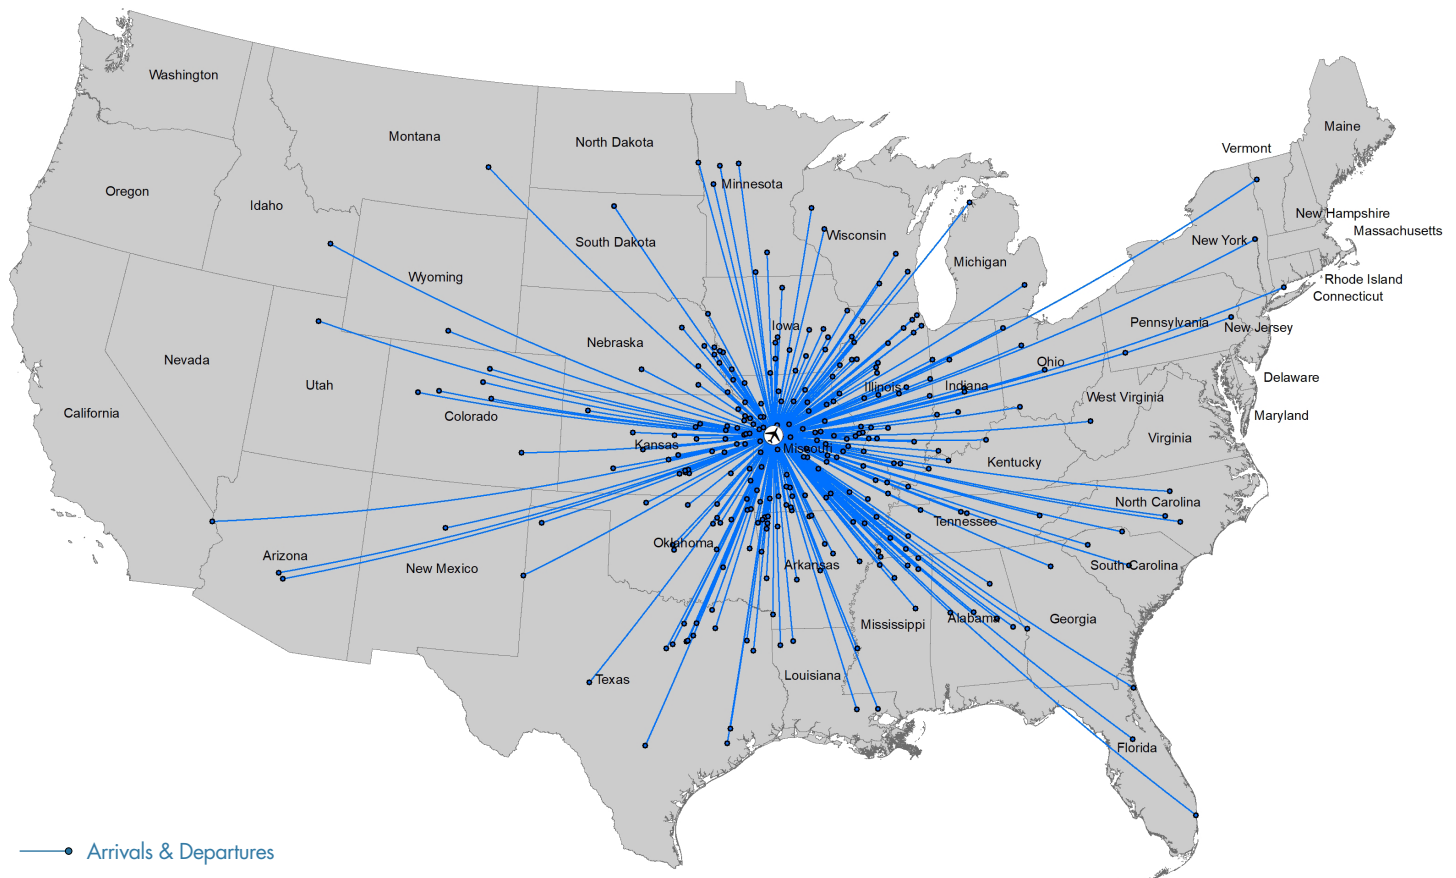 Washington
Montana
North Dakota
Minnesota
Maine
Vermont
Oregon
Idaho
New Hampshire
Massachusetts
South Dakota
Wisconsin
New York
Michigan
Wyoming
Rhode Island
Connecticut
Iowa
Pennsylvania
New Jersey
Nebraska
Nevada
Ohio
Utah
Illinois
Indiana
Delaware
California
Colorado
West Virginia
Maryland
Kansas
Missouri
Virginia
Kentucky
North Carolina
Tennessee
Oklahoma
Arizona
New Mexico
Arkansas
South Carolina
Mississippi
Alabama
Georgia
Texas
Louisiana
Florida
Arrivals & Departures